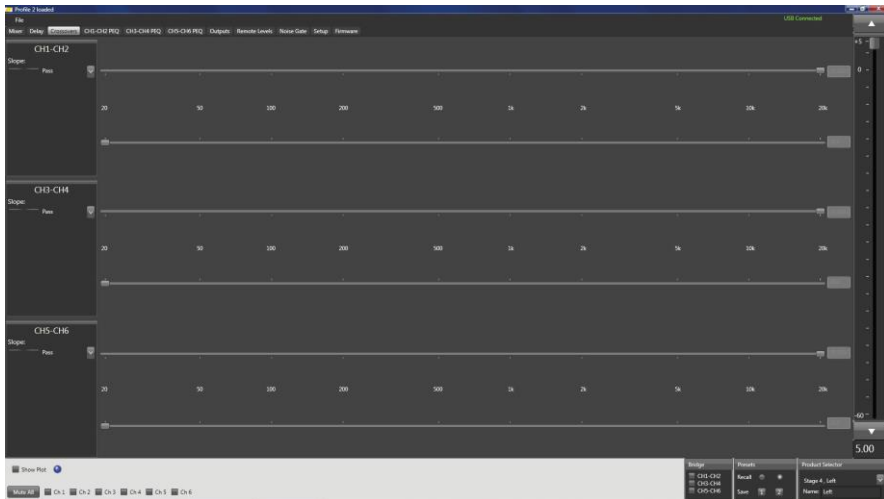 Profile 2 loaded
File
USB Connected
Mixer Delay Crossovers CH1-CH2 PEQ CH3-CH4 PEQ CH5-CH6 PEQ Outputs Remote Levels Noise Gate Setup Firmware
CH1-CH2
Slope:
Pass
20 50 100 200 500 1k 2k 5k 10k 20k
CH3-CH4
Slope:
Pass
20 50 100 200 500 1k 2k 5k 10k 20k
CH5-CH6
Slope:
Pass
20 50 100 200 500 1k 2k 5k 10k 20k
+5
0
-60
5.00
Show Plot
Mute All Ch 1 Ch 2 Ch 3 Ch 4 Ch 5 Ch 6
Bridge
CH1-CH2
CH3-CH4
CH5-CH6
Presets
Recall
Save 1 2
Product Selector
Stage 4 , Left
Name: Left